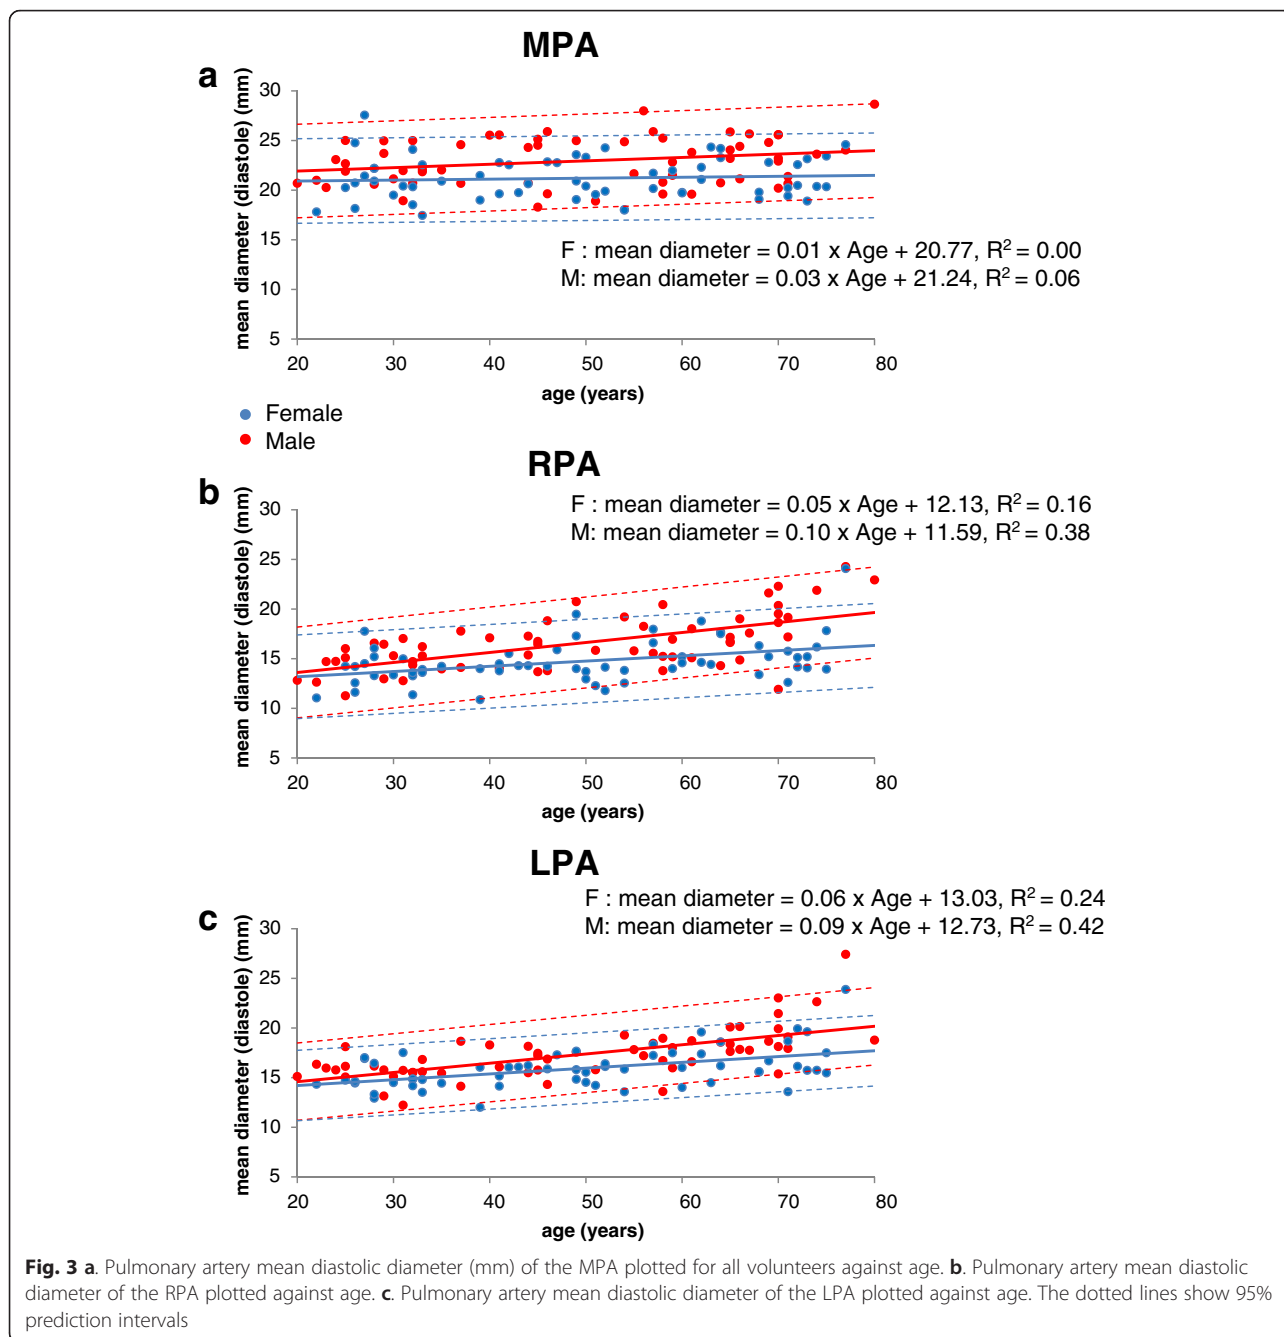 MPA
a
mean diameter (diastole) (mm)
30
25
20
15
10
5
F : mean diameter = 0.01 x Age + 20.77, R² = 0.00
M: mean diameter = 0.03 x Age + 21.24, R² = 0.06
20 30 40 50 60 70 80
age (years)
Female
Male
RPA
b
mean diameter (diastole) (mm)
F : mean diameter = 0.05 x Age + 12.13, R² = 0.16
M: mean diameter = 0.10 x Age + 11.59, R² = 0.38
30
25
20
15
10
5
20 30 40 50 60 70 80
age (years)
LPA
c
mean diameter (diastole) (mm)
F : mean diameter = 0.06 x Age + 13.03, R² = 0.24
M: mean diameter = 0.09 x Age + 12.73, R² = 0.42
30
25
20
15
10
5
20 30 40 50 60 70 80
age (years)
Fig. 3 a. Pulmonary artery mean diastolic diameter (mm) of the MPA plotted for all volunteers against age. b. Pulmonary artery mean diastolic
diameter of the RPA plotted against age. c. Pulmonary artery mean diastolic diameter of the LPA plotted against age. The dotted lines show 95%
prediction intervals